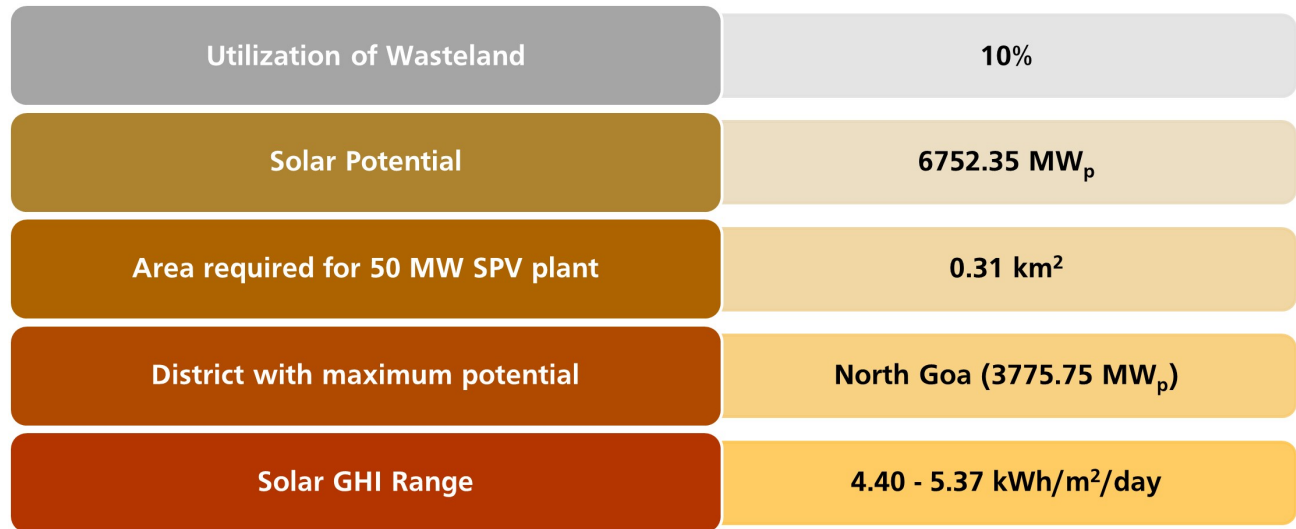 Utilization of Wasteland 10%
Solar Potential 6752.35 MWₚ
Area required for 50 MW SPV plant 0.31 km²
District with maximum potential North Goa (3775.75 MWₚ)
Solar GHI Range 4.40 - 5.37 kWh/m²/day